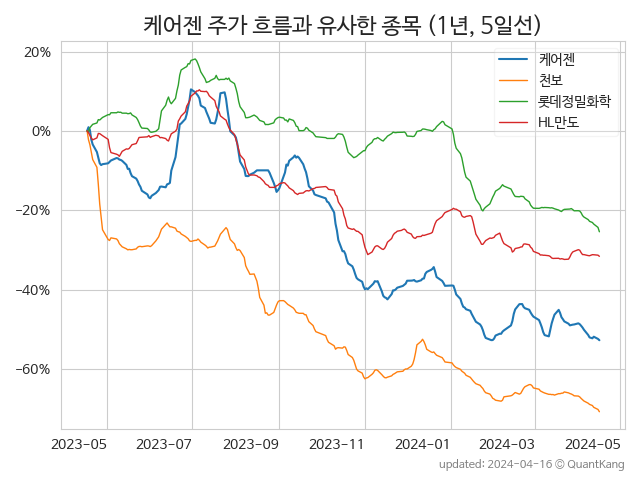 케어젠 주가 흐름과 유사한 종목 (1년, 5일선)
케어젠
천보
롯데정밀화학
HL만도
20%
0%
−20%
−40%
−60%
2023-05 2023-07 2023-09 2023-11 2024-01 2024-03 2024-05
updated: 2024-04-16 © QuantKang